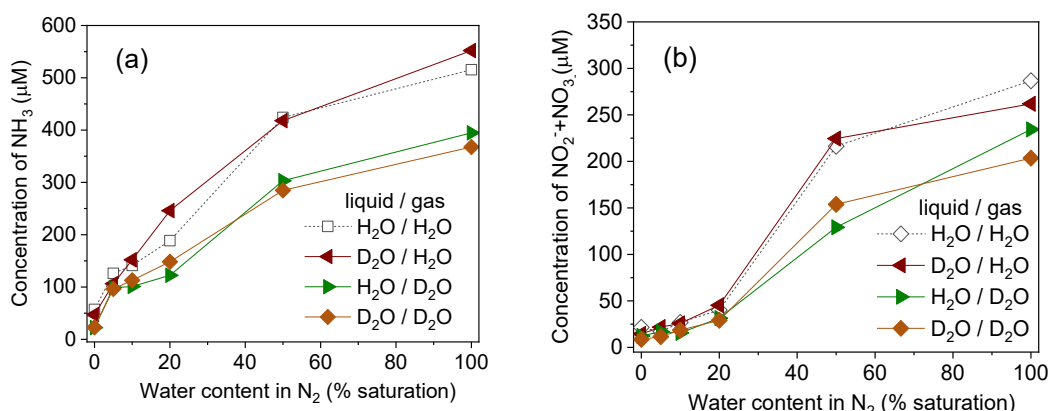 (a)
Concentration of NH₃ (µM)
600
500
400
300
200
100
0
liquid / gas
H₂O / H₂O
D₂O / H₂O
H₂O / D₂O
D₂O / D₂O
0 20 40 60 80 100
Water content in N₂ (% saturation)
(b)
Concentration of NO₂⁻+NO₃₋(µM)
350
300
250
200
150
100
50
0
liquid / gas
H₂O / H₂O
D₂O / H₂O
H₂O / D₂O
D₂O / D₂O
0 20 40 60 80 100
Water content in N₂ (% saturation)